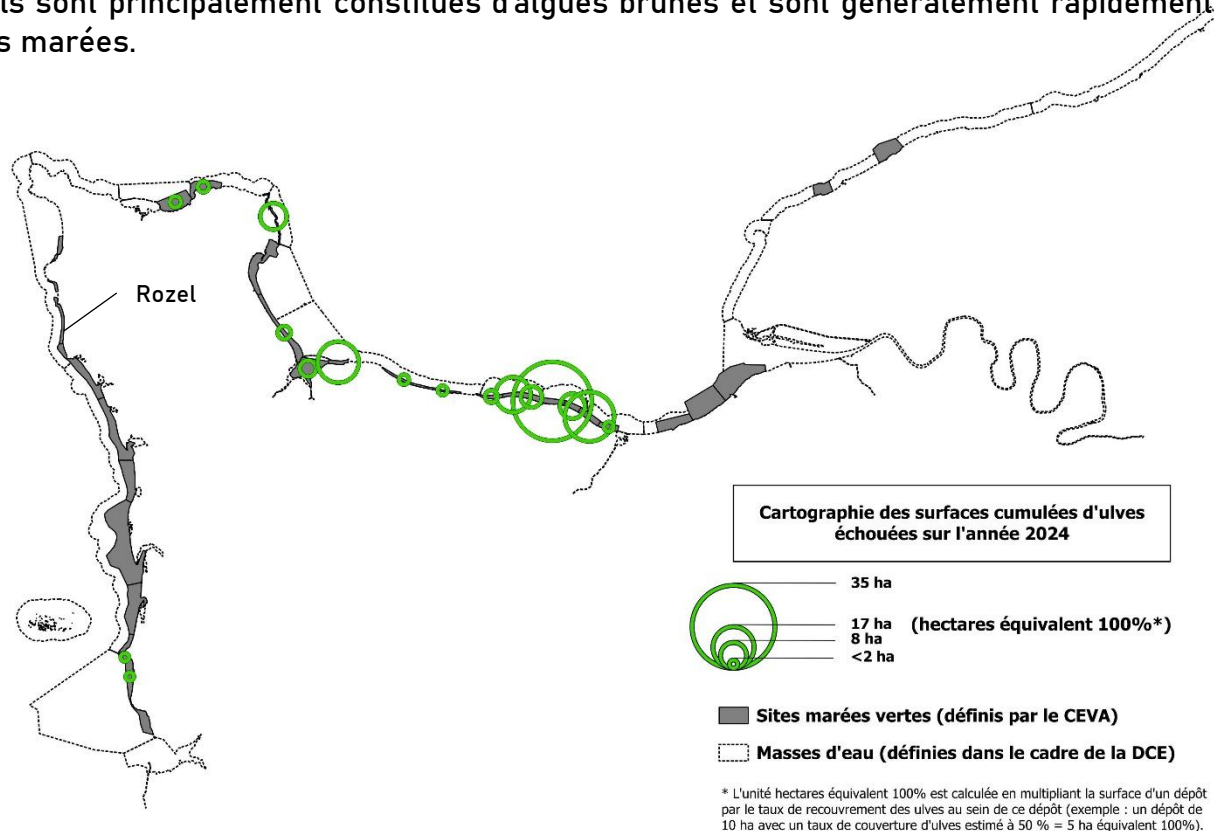 ils sont principalement constitués d'algues brunes et sont généralement rapidement
s marées.
Rozel
Cartographie des surfaces cumulées d'ulves
échouées sur l'année 2024
35 ha
17 ha (hectares équivalent 100%*)
8 ha
<2 ha
Sites marées vertes (définis par le CEVA)
Masses d'eau (définies dans le cadre de la DCE)
* L'unité hectares équivalent 100% est calculée en multipliant la surface d'un dépôt
par le taux de recouvrement des ulves au sein de ce dépôt (exemple : un dépôt de
10 ha avec un taux de couverture d'ulves estimé à 50 % = 5 ha équivalent 100%).